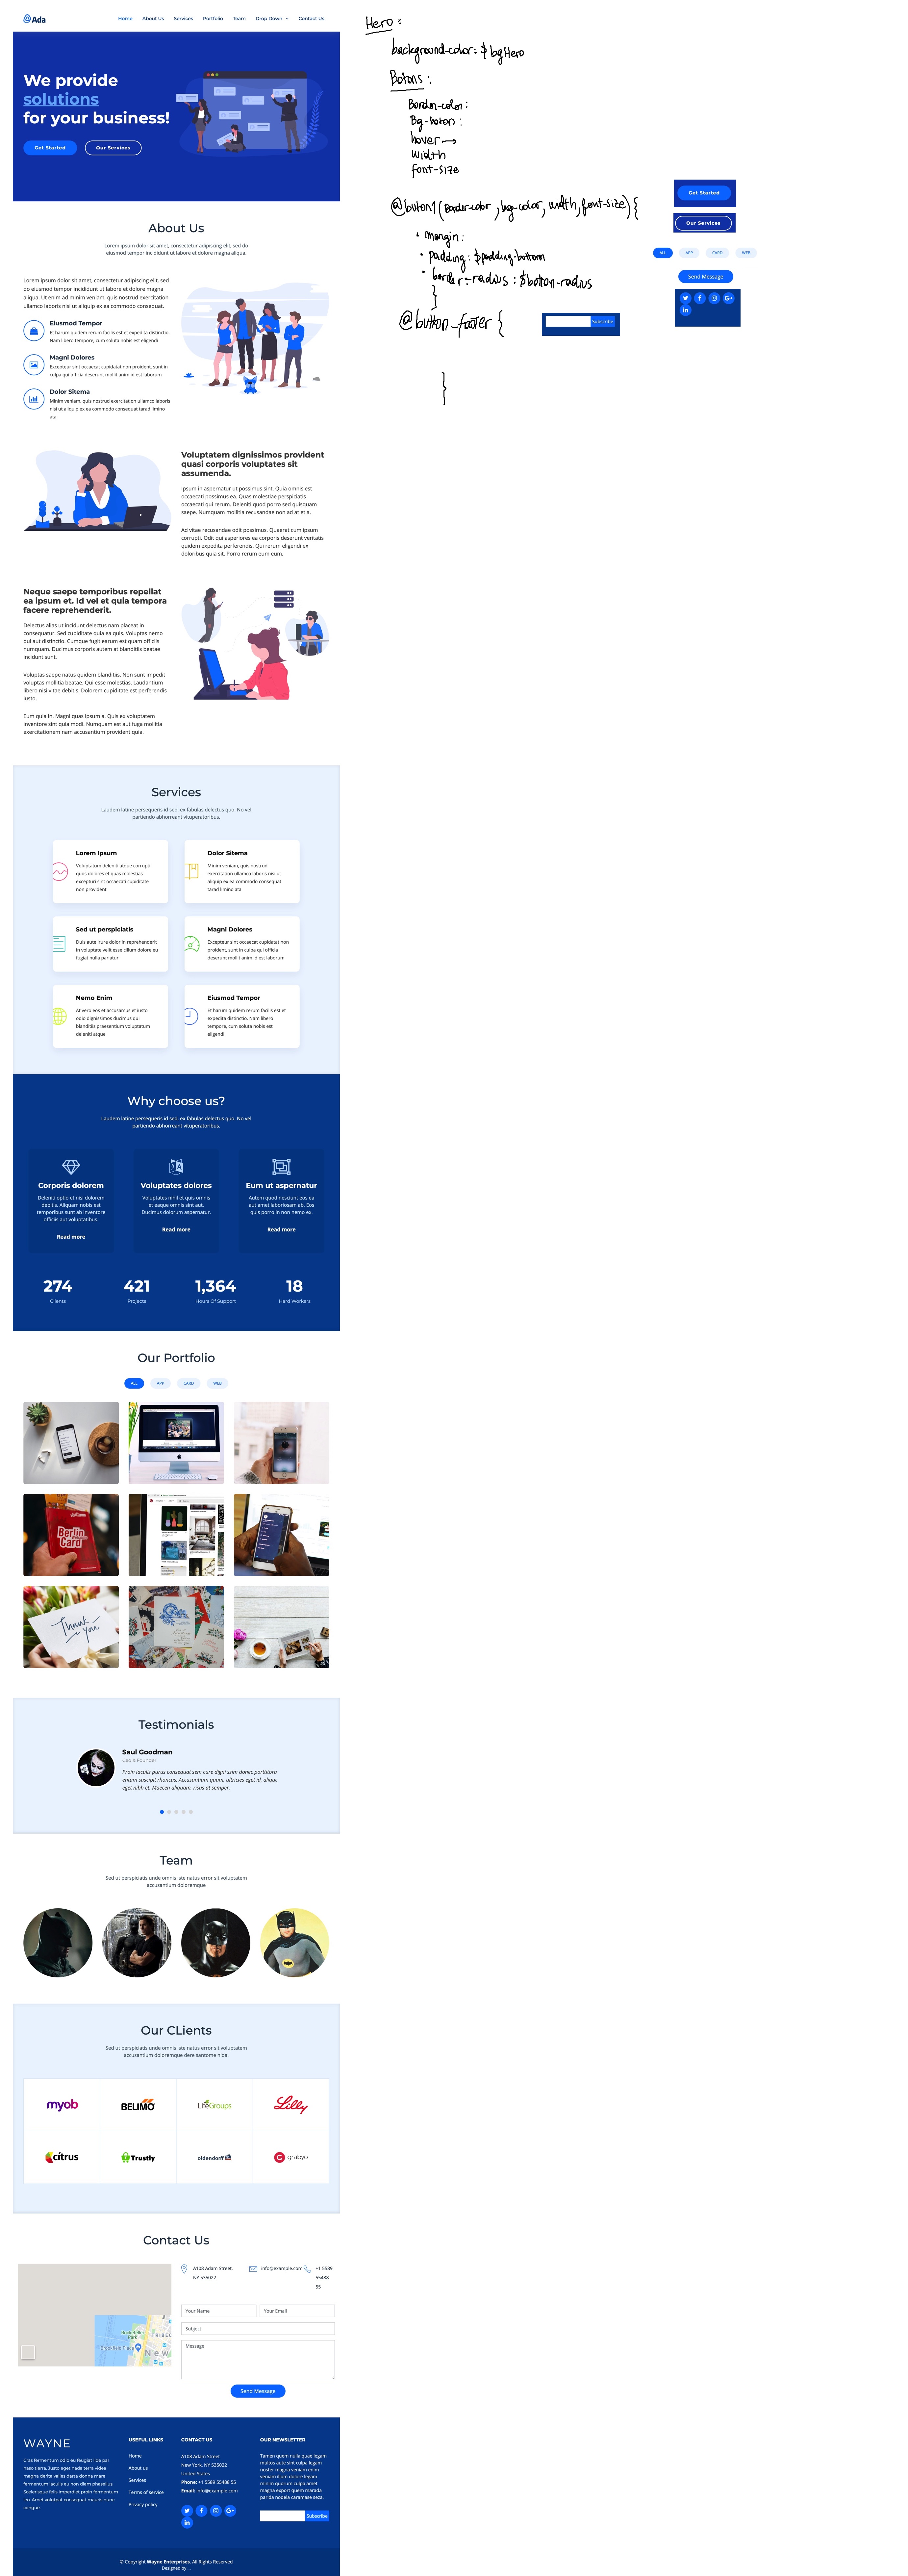 Ada
Home About Us Services Portfolio Team Drop Down Contact Us
We provide
solutions
for your business!
Get Started Our Services
About Us
Lorem ipsum dolor sit amet, consectetur adipiscing elit, sed do
eiusmod tempor incididunt ut labore et dolore magna aliqua.
Lorem ipsum dolor sit amet, consectetur adipiscing elit, sed
do eiusmod tempor incididunt ut labore et dolore magna
aliqua. Ut enim ad minim veniam, quis nostrud exercitation
ullamco laboris nisi ut aliquip ex ea commodo consequat.
Eiusmod Tempor
Et harum quidem rerum facilis est et expedita distinctio.
Nam libero tempore, cum soluta nobis est eligendi
Magni Dolores
Excepteur sint occaecat cupidatat non proident, sunt in
culpa qui officia deserunt mollit anim id est laborum
Dolor Sitema
Minim veniam, quis nostrud exercitation ullamco laboris
nisi ut aliquip ex ea commodo consequat tarad limino
ata
Voluptatem dignissimos provident
quasi corporis voluptates sit
assumenda.
Ipsum in aspernatur ut possimus sint. Quia omnis est
occaecati possimus ea. Quas molestiae perspiciatis
occaecati qui rerum. Deleniti quod porro sed quisquam
saepe. Numquam mollitia recusandae non ad at et a.
Ad vitae recusandae odit possimus. Quaerat cum ipsum
corrupti. Odit qui asperiores ea corporis deserunt veritatis
quidem expedita perferendis. Qui rerum eligendi ex
doloribus quia sit. Porro rerum eum eum.
Neque saepe temporibus repellat
ea ipsum et. Id vel et quia tempora
facere reprehenderit.
Delectus alias ut incidunt delectus nam placeat in
consequatur. Sed cupiditate quia ea quis. Voluptas nemo
qui aut distinctio. Cumque fugit earum est quam officiis
numquam. Ducimus corporis autem at blanditiis beatae
incidunt sunt.
Voluptas saepe natus quidem blanditiis. Non sunt impedit
voluptas mollitia beatae. Qui esse molestias. Laudantium
libero nisi vitae debitis. Dolorem cupiditate est perferendis
iusto.
Eum quia in. Magni quas ipsum a. Quis ex voluptatem
inventore sint quia modi. Numquam est aut fuga mollitia
exercitationem nam accusantium provident quia.
Services
Laudem latine persequeris id sed, ex fabulas delectus quo. No vel
partiendo abhorreant vituperatoribus.
Lorem Ipsum
Voluptatum deleniti atque corrupti
quos dolores et quas molestias
excepturi sint occaecati cupiditate
non provident
Dolor Sitema
Minim veniam, quis nostrud
exercitation ullamco laboris nisi ut
aliquip ex ea commodo consequat
tarad limino ata
Sed ut perspiciatis
Duis aute irure dolor in reprehenderit
in voluptate velit esse cillum dolore eu
fugiat nulla pariatur
Magni Dolores
Excepteur sint occaecat cupidatat non
proident, sunt in culpa qui officia
deserunt mollit anim id est laborum
Nemo Enim
At vero eos et accusamus et iusto
odio dignissimos ducimus qui
blanditiis praesentium voluptatum
deleniti atque
Eiusmod Tempor
Et harum quidem rerum facilis est et
expedita distinctio. Nam libero
tempore, cum soluta nobis est
eligendi
Why choose us?
Laudem latine persequeris id sed, ex fabulas delectus quo. No vel
partiendo abhorreant vituperatoribus.
Corporis dolorem
Deleniti optio et nisi dolorem
debitis. Aliquam nobis est
temporibus sunt ab inventore
officiis aut voluptatibus.
Read more
Voluptates dolores
Voluptates nihil et quis omnis
et eaque omnis sint aut.
Ducimus dolorum aspernatur.
Read more
Eum ut aspernatur
Autem quod nesciunt eos ea
aut amet laboriosam ab. Eos
quis porro in non nemo ex.
Read more
274 421 1,364 18
Clients Projects Hours Of Support Hard Workers
Our Portfolio
ALL APP CARD WEB
Berlin
Card
Thank
you
Testimonials
Saul Goodman
Ceo & Founder
Proin iaculis purus consequat sem cure digni ssim donec porttitora
entum suscipit rhoncus. Accusantium quam, ultricies eget id, aliqua
eget nibh et. Maecen aliquam, risus at semper.
Team
Sed ut perspiciatis unde omnis iste natus error sit voluptatem
accusantium doloremque
Our CLients
Sed ut perspiciatis unde omnis iste natus error sit voluptatem
accusantium doloremque dere santome nida.
myob BELIMO LifeGroups Lilly
citrus Trustly oldendorff grabyo
Contact Us
A108 Adam Street,
NY 535022
info@example.com
+1 5589
55488
55
Your Name Your Email
Subject
Message
Send Message
WAYNE
Cras fermentum odio eu feugiat lide par
naso tierra. Justo eget nada terra videa
magna derita valies darta donna mare
fermentum iaculis eu non diam phasellus.
Scelerisque felis imperdiet proin fermentum
leo. Amet volutpat consequat mauris nunc
congue.
USEFUL LINKS
Home
About us
Services
Terms of service
Privacy policy
CONTACT US
A108 Adam Street
New York, NY 535022
United States
Phone: +1 5589 55488 55
Email: info@example.com
OUR NEWSLETTER
Tamen quem nulla quae legam
multos aute sint culpa legam
noster magna veniam enim
veniam illum dolore legam
minim quorum culpa amet
magna export quem marada
parida nodela caramase seza.
Subscribe
© Copyright Wayne Enterprises. All Rights Reserved
Designed by ...
Hero:
background-color: $bgHero
Botons:
Border-color:
Bg-boton:
hover →
width
font-size
@button1(border-color, bg-color, width, font-size){
• margin:
• padding: $padding-buttom
• border-radius: $boton-radius
}
@button_footer {
}
Subscribe
Get Started
Our Services
ALL APP CARD WEB
Send Message